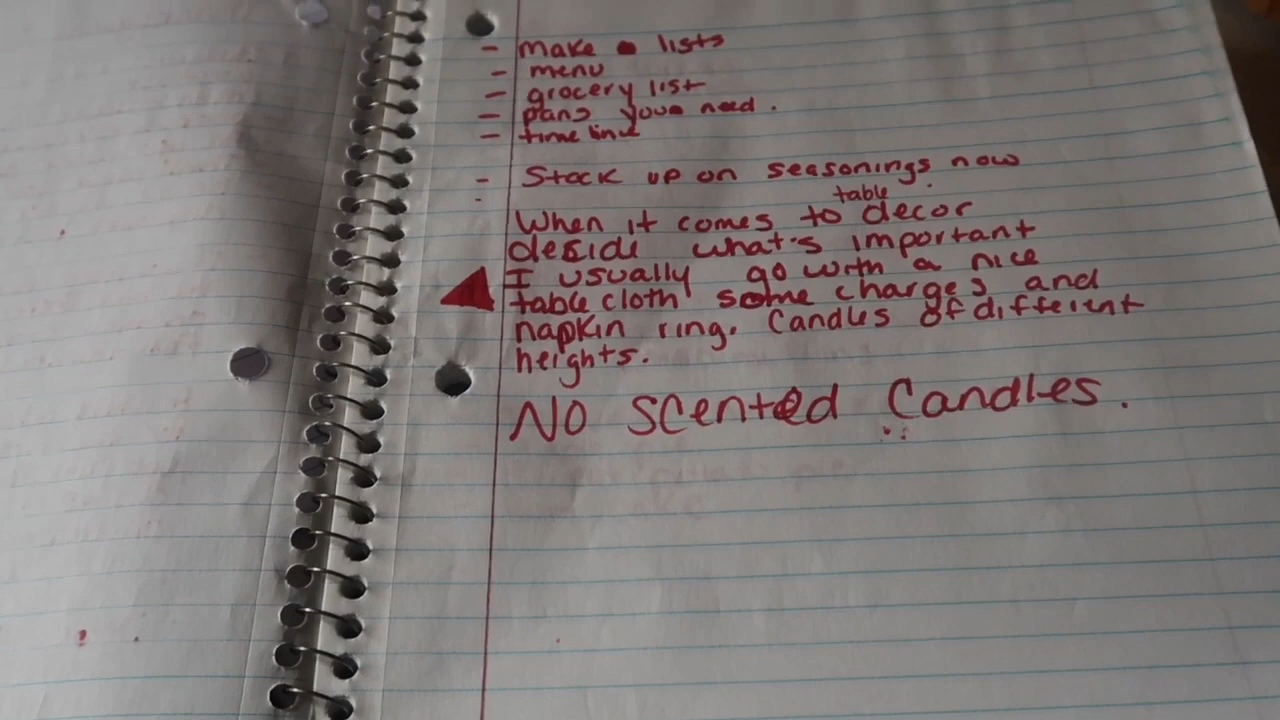 - make lists
- menu
- grocery list
- pans you need.
- time line
- Stock up on seasonings now.
table
When it comes to decor
decide what's important
I usually go with a nice
table cloth some charges and
napkin ring. Candles of different
heights.
NO Scented Candles.